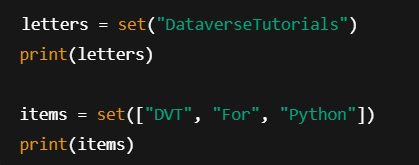 letters = set("DataverseTutorials")
print(letters)
items = set(["DVT", "For", "Python"])
print(items)